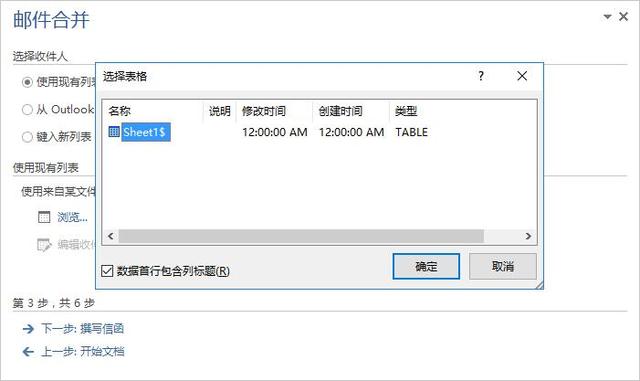 邮件合并
选择收件人
使用现有列表
从 Outlook
键入新列表
使用现有列表
使用来自某文件
浏览...
编辑收件
选择表格
?
名称 说明 修改时间 创建时间 类型
Sheet1$ 12:00:00 AM 12:00:00 AM TABLE
数据首行包含列标题(R)
确定 取消
第 3 步，共 6 步
下一步: 撰写信函
上一步: 开始文档